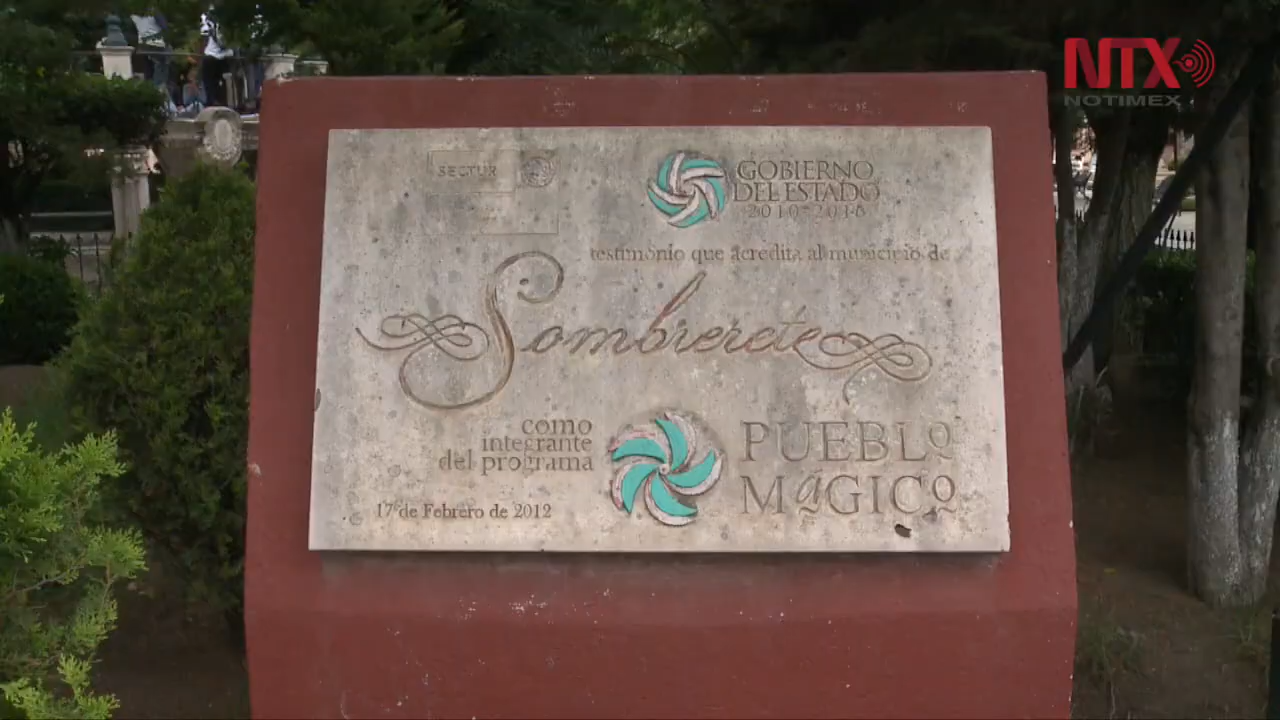 NTX
NOTIMEX
SECTUR
GOBIERNO
DEL ESTADO
2010-2016
testimonio que acredita al municipio de
Sombrerete
como
integrante
del programa
PUEBLO
MáGICO
17 de Febrero de 2012